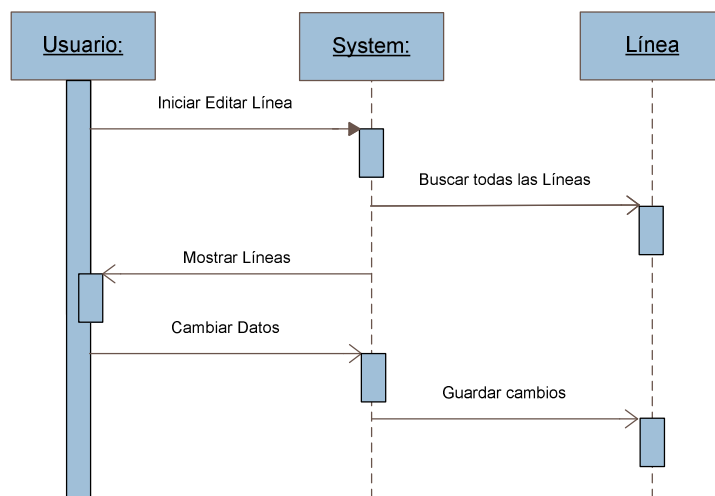 Usuario:
System:
Línea
Iniciar Editar Línea
Buscar todas las Líneas
Mostrar Líneas
Cambiar Datos
Guardar cambios